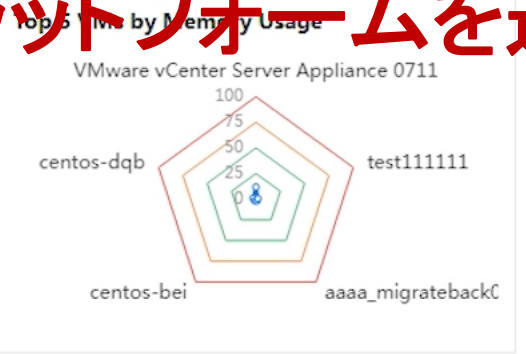 ットフォームを
Top 5 VMs by Memory Usage
VMware vCenter Server Appliance 0711
100
75
50
25
0
centos-dqb
test111111
centos-bei
aaaa_migrateback